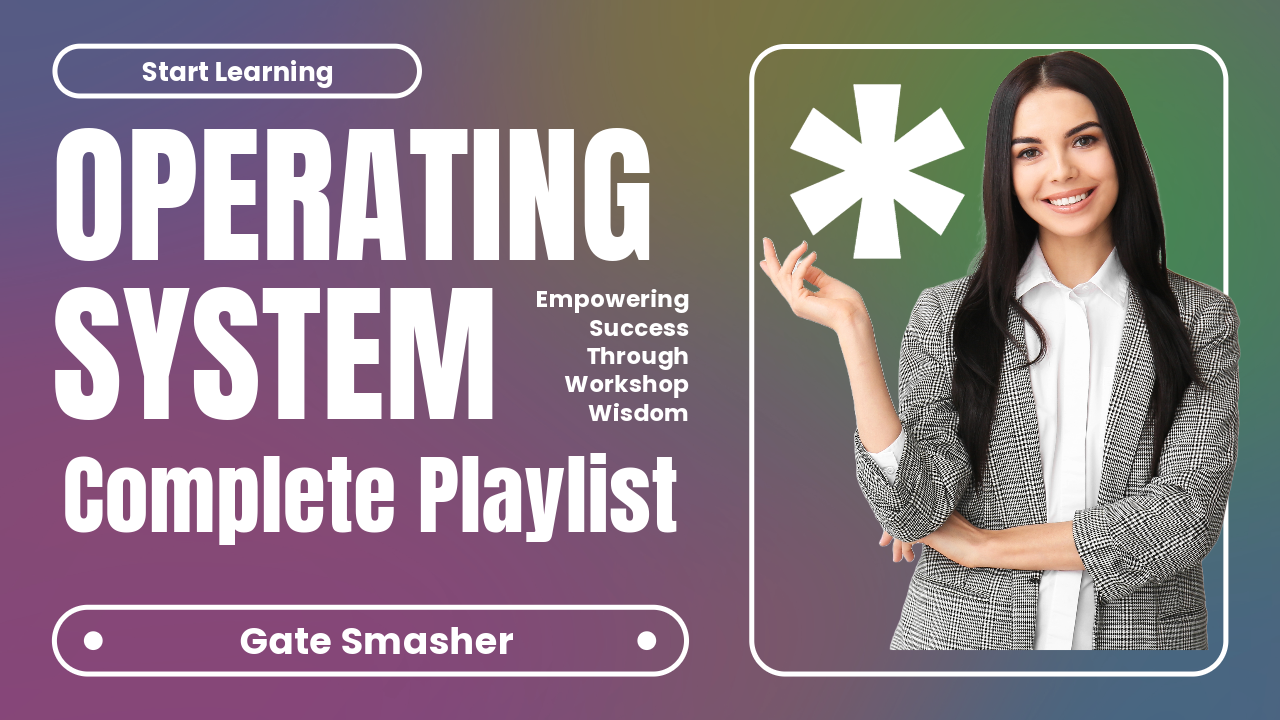 Start Learning
OPERATING
SYSTEM
Empowering
Success
Through
Workshop
Wisdom
Complete Playlist
Gate Smasher